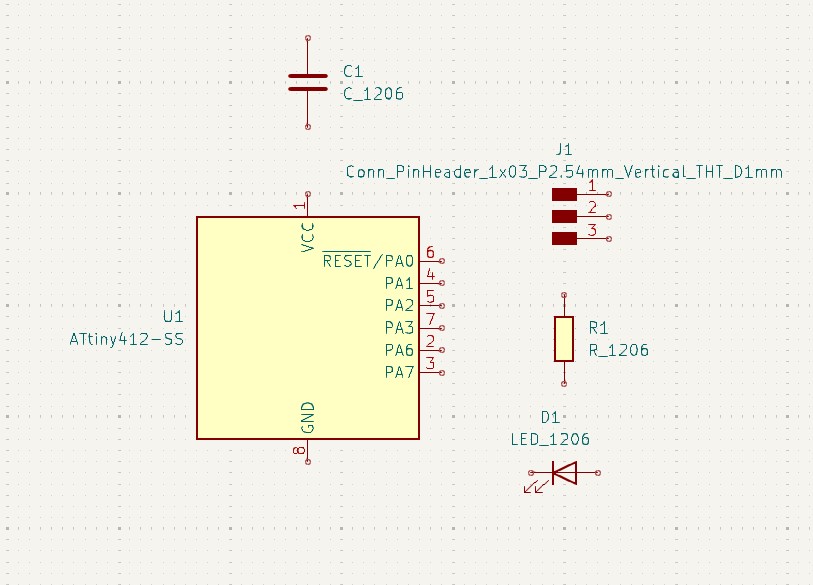 C1
C_1206
J1
Conn_PinHeader_1x03_P2.54mm_Vertical_THT_D1mm
1
2
3
1
VCC
RESET/PA0 6
PA1 4
PA2 5
PA3 7
PA6 2
PA7 3
U1
ATtiny412-SS
GND
8
R1
R_1206
D1
LED_1206